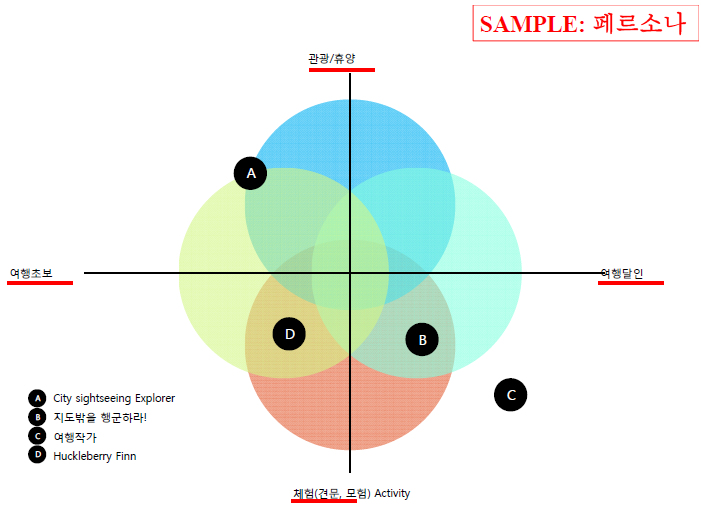 SAMPLE: 페르소나
관광/휴양
A
여행초보
여행달인
D
B
C
A City sightseeing Explorer
B 지도밖을 행군하라!
C 여행작가
D Huckleberry Finn
체험(견문, 모험) Activity